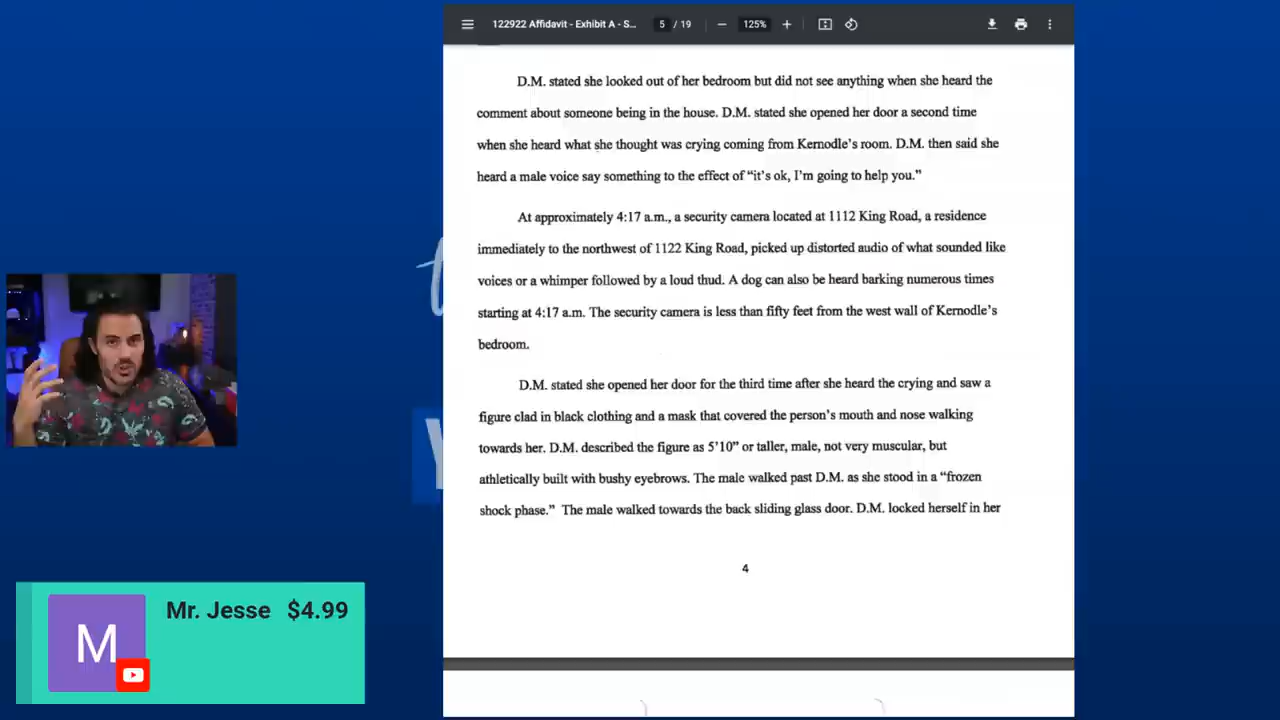 122922 Affidavit - Exhibit A - S...
5 / 19
125%
D.M. stated she looked out of her bedroom but did not see anything when she heard the
comment about someone being in the house. D.M. stated she opened her door a second time
when she heard what she thought was crying coming from Kernodle's room. D.M. then said she
heard a male voice say something to the effect of "it's ok, I'm going to help you."
At approximately 4:17 a.m., a security camera located at 1112 King Road, a residence
immediately to the northwest of 1122 King Road, picked up distorted audio of what sounded like
voices or a whimper followed by a loud thud. A dog can also be heard barking numerous times
starting at 4:17 a.m. The security camera is less than fifty feet from the west wall of Kernodle's
bedroom.
D.M. stated she opened her door for the third time after she heard the crying and saw a
figure clad in black clothing and a mask that covered the person's mouth and nose walking
towards her. D.M. described the figure as 5'10" or taller, male, not very muscular, but
athletically built with bushy eyebrows. The male walked past D.M. as she stood in a "frozen
shock phase." The male walked towards the back sliding glass door. D.M. locked herself in her
4
M
Mr. Jesse $4.99